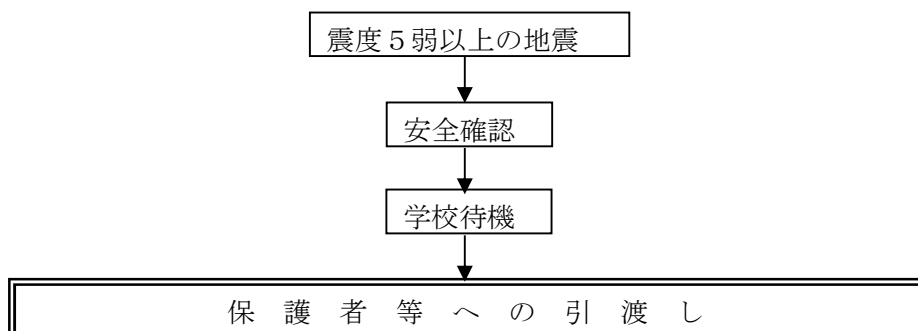 震度５弱以上の地震
安全確認
学校待機
保　護　者　等　へ　の　引　渡　し